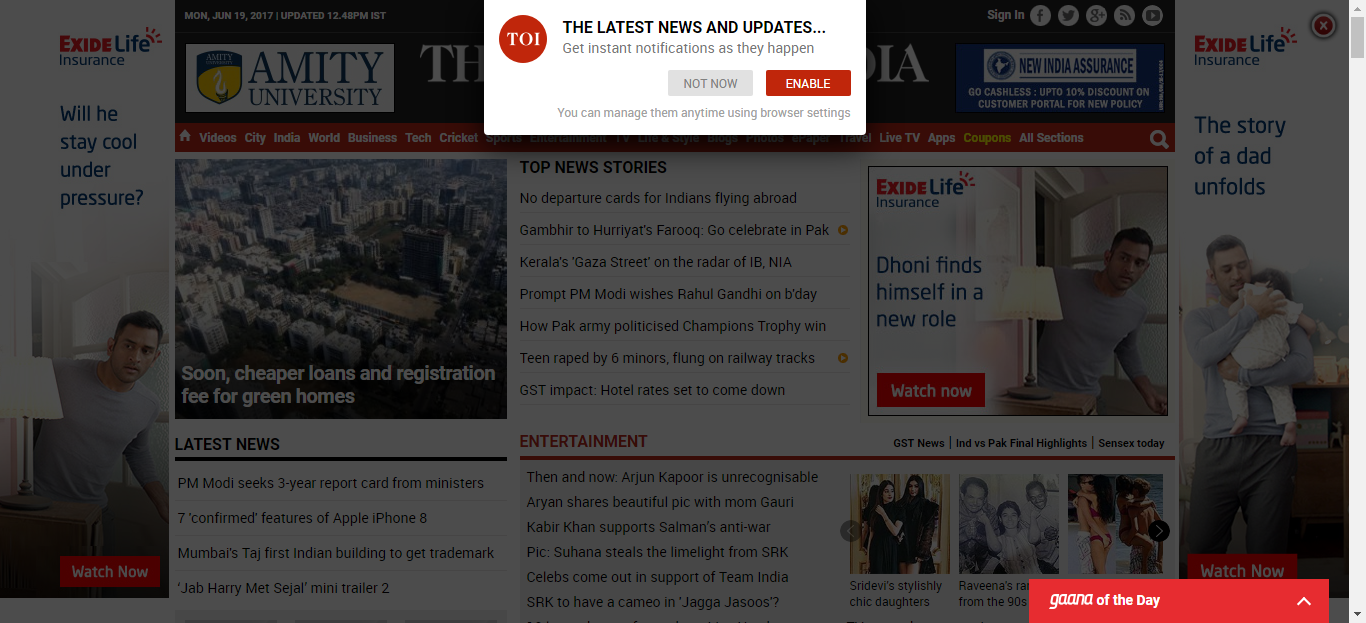 EXIDE Life
Insurance
Will he
stay cool
under
pressure?
Watch Now
MON, JUN 19, 2017 | UPDATED 12.48PM IST
Sign In
AMITY
UNIVERSITY
AMITY
UNIVERSITY
TH
DIA
TOI
THE LATEST NEWS AND UPDATES...
Get instant notifications as they happen
NOT NOW
ENABLE
You can manage them anytime using browser settings
NEW INDIA ASSURANCE
GO CASHLESS : UPTO 10% DISCOUNT ON
CUSTOMER PORTAL FOR NEW POLICY
Videos City India World Business Tech Cricket Sports Entertainment TV Life & Style Blogs Photos ePaper Travel Live TV Apps Coupons All Sections
Soon, cheaper loans and registration
fee for green homes
TOP NEWS STORIES
No departure cards for Indians flying abroad
Gambhir to Hurriyat's Farooq: Go celebrate in Pak
Kerala's 'Gaza Street' on the radar of IB, NIA
Prompt PM Modi wishes Rahul Gandhi on b'day
How Pak army politicised Champions Trophy win
Teen raped by 6 minors, flung on railway tracks
GST impact: Hotel rates set to come down
EXIDE Life
Insurance
Dhoni finds
himself in a
new role
Watch now
LATEST NEWS
PM Modi seeks 3-year report card from ministers
7 'confirmed' features of Apple iPhone 8
Mumbai's Taj first Indian building to get trademark
'Jab Harry Met Sejal' mini trailer 2
ENTERTAINMENT
GST News | Ind vs Pak Final Highlights | Sensex today
Then and now: Arjun Kapoor is unrecognisable
Aryan shares beautiful pic with mom Gauri
Kabir Khan supports Salman's anti-war
Pic: Suhana steals the limelight from SRK
Celebs come out in support of Team India
SRK to have a cameo in 'Jagga Jasoos'?
Sridevi's stylishly
chic daughters
Raveena's
from the 90s
EXIDE Life
Insurance
The story
of a dad
unfolds
Watch Now
gaana of the Day